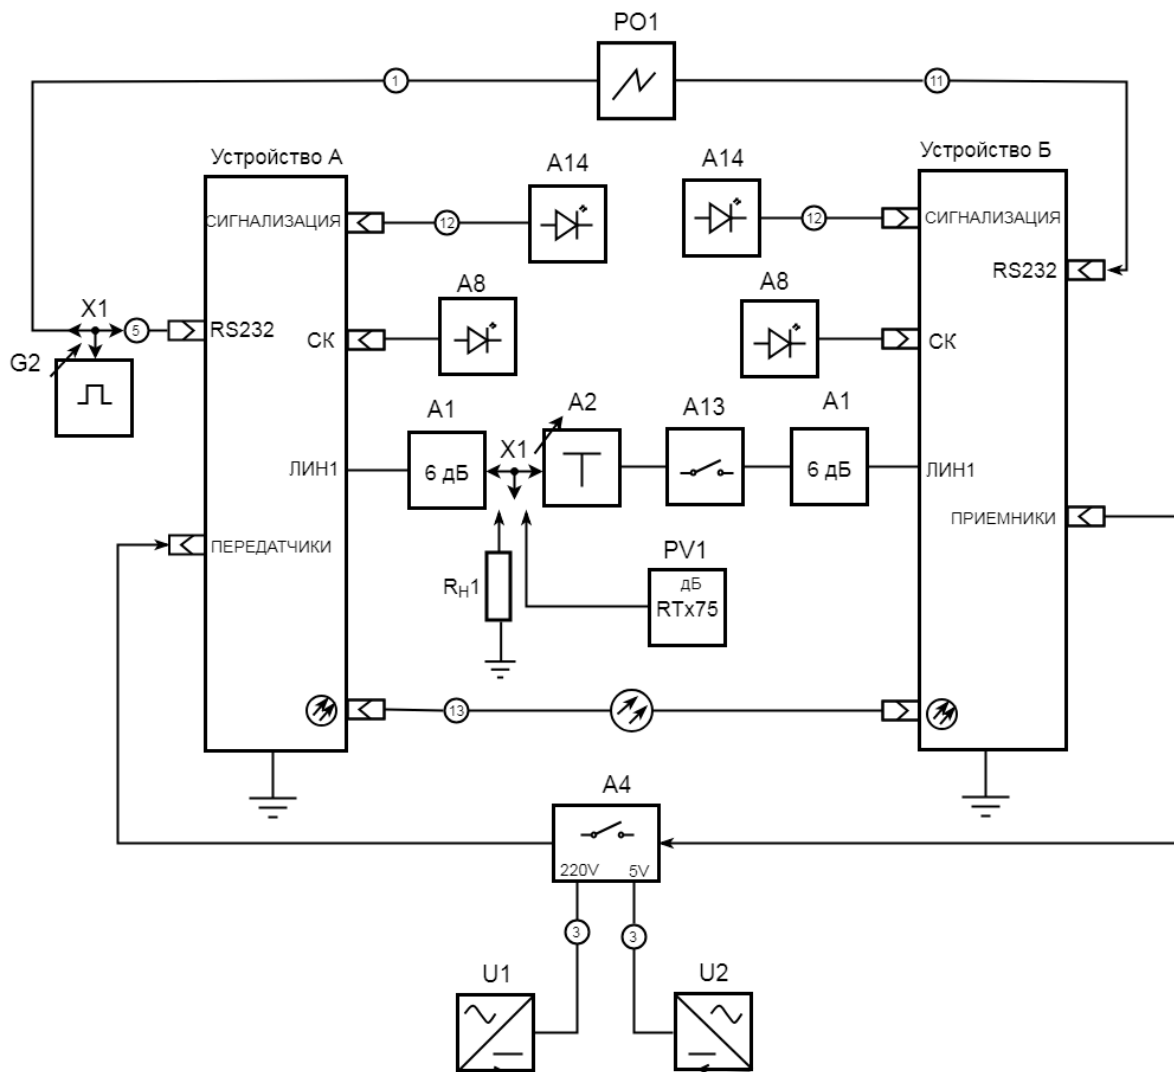 PO1
1
11
Устройство А
A14
A14
Устройство Б
СИГНАЛИЗАЦИЯ
12
12
СИГНАЛИЗАЦИЯ
RS232
X1
A8
A8
5
RS232
СК
СК
G2
A1
A2
A13
A1
X1
ЛИН1
6 дБ
6 дБ
ЛИН1
ПРИЕМНИКИ
ПЕРЕДАТЧИКИ
PV1
RН1
дБ
RTx75
13
A4
220V
5V
3
3
U1
U2